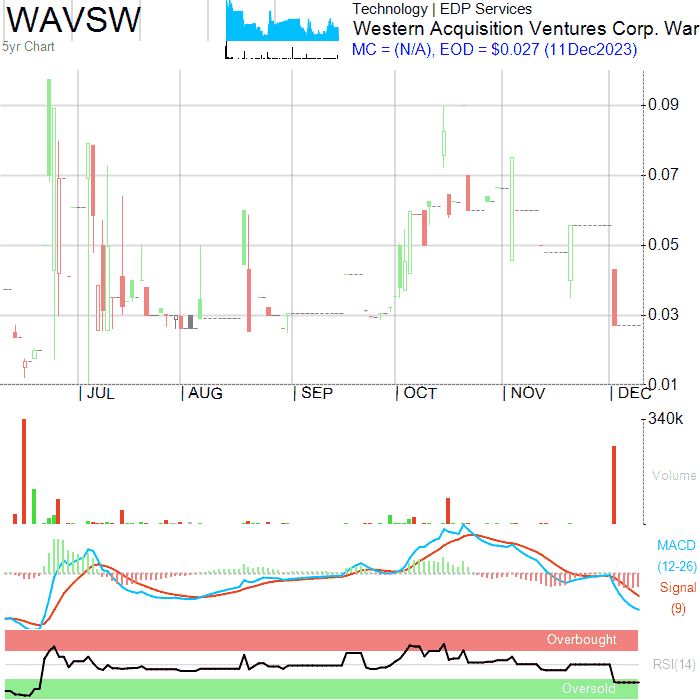 WAVSW
5yr Chart
Technology | EDP Services
Western Acquisition Ventures Corp. War
MC = (N/A), EOD = $0.027 (11Dec2023)
0.09
0.07
0.05
0.03
0.01
JUL AUG SEP OCT NOV DEC
340k
Volume
MACD
(12-26)
Signal
(9)
Overbought
RSI(14)
Oversold